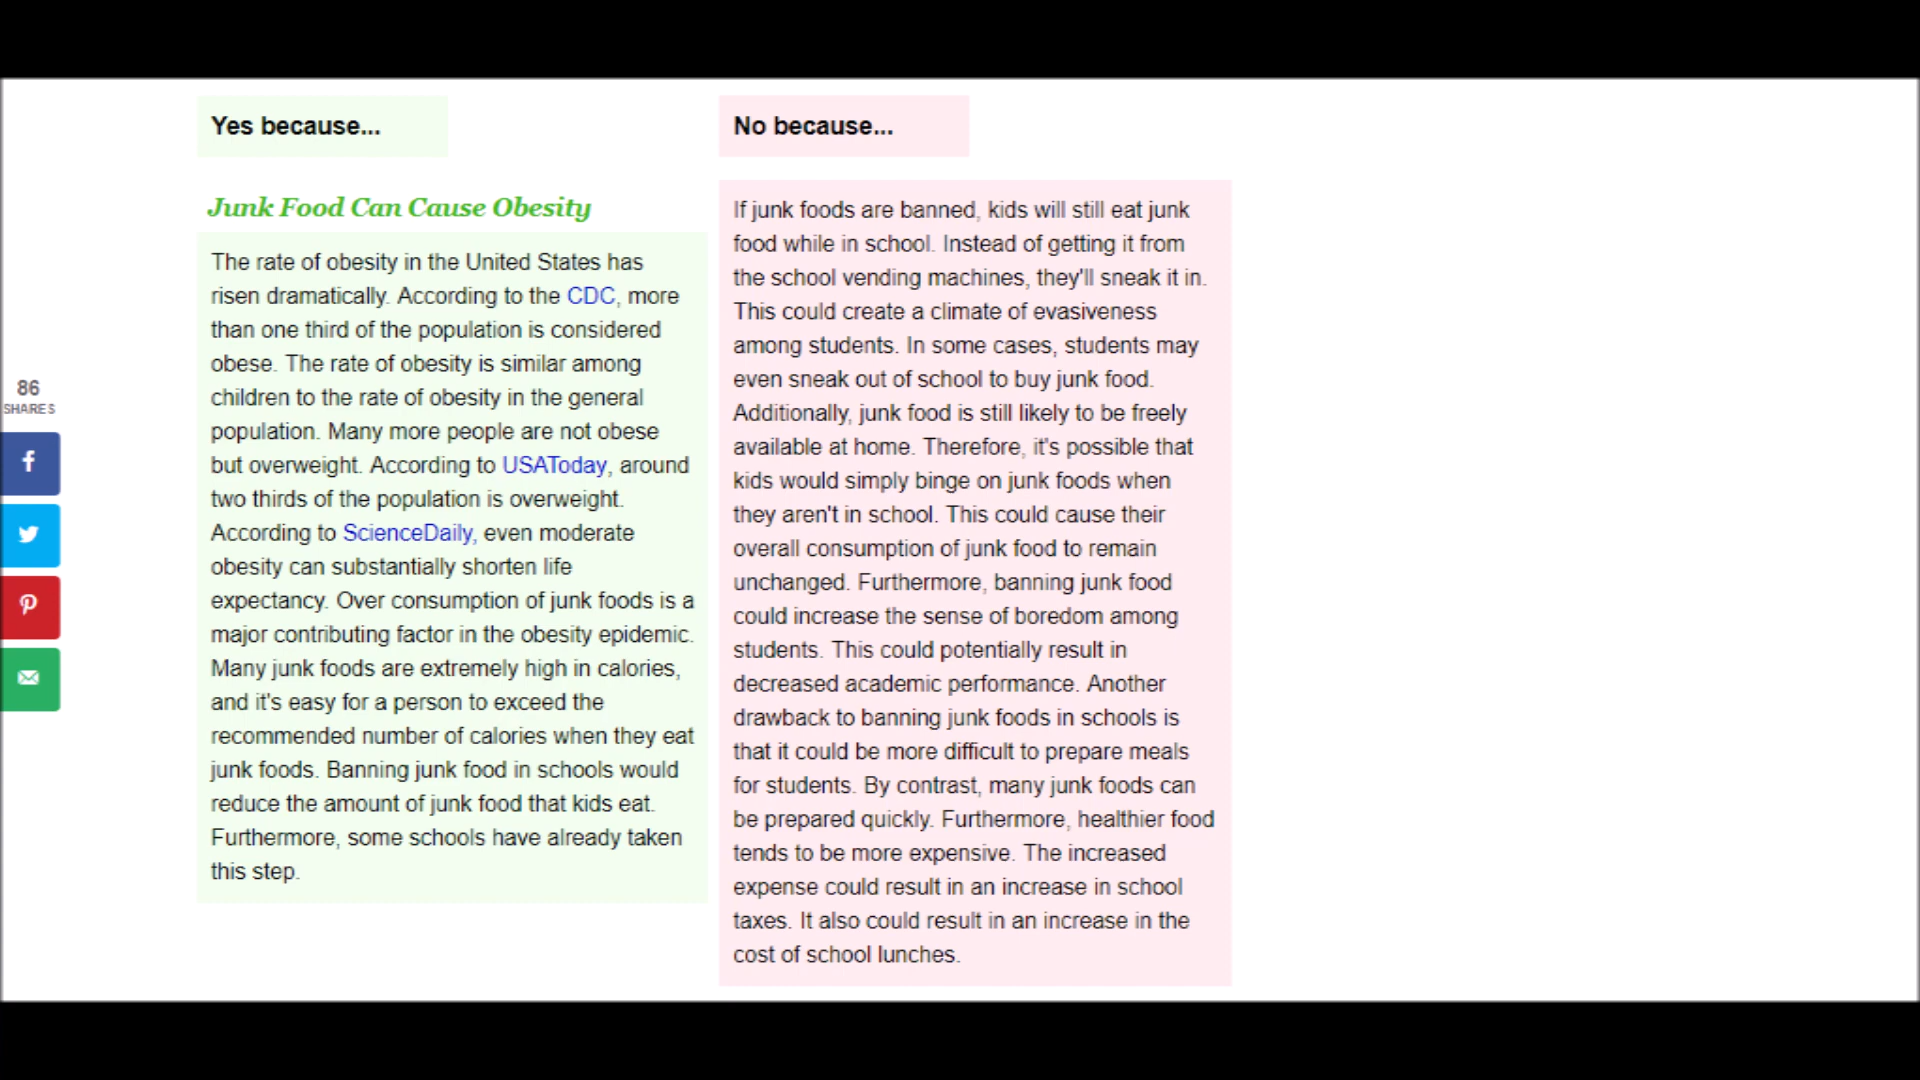 Yes because...
Junk Food Can Cause Obesity
The rate of obesity in the United States has
risen dramatically. According to the CDC, more
than one third of the population is considered
obese. The rate of obesity is similar among
children to the rate of obesity in the general
population. Many more people are not obese
but overweight. According to USAToday, around
two thirds of the population is overweight.
According to ScienceDaily, even moderate
obesity can substantially shorten life
expectancy. Over consumption of junk foods is a
major contributing factor in the obesity epidemic.
Many junk foods are extremely high in calories,
and it's easy for a person to exceed the
recommended number of calories when they eat
junk foods. Banning junk food in schools would
reduce the amount of junk food that kids eat.
Furthermore, some schools have already taken
this step.
No because...
If junk foods are banned, kids will still eat junk
food while in school. Instead of getting it from
the school vending machines, they'll sneak it in.
This could create a climate of evasiveness
among students. In some cases, students may
even sneak out of school to buy junk food.
Additionally, junk food is still likely to be freely
available at home. Therefore, it's possible that
kids would simply binge on junk foods when
they aren't in school. This could cause their
overall consumption of junk food to remain
unchanged. Furthermore, banning junk food
could increase the sense of boredom among
students. This could potentially result in
decreased academic performance. Another
drawback to banning junk foods in schools is
that it could be more difficult to prepare meals
for students. By contrast, many junk foods can
be prepared quickly. Furthermore, healthier food
tends to be more expensive. The increased
expense could result in an increase in school
taxes. It also could result in an increase in the
cost of school lunches.
86
SHARES